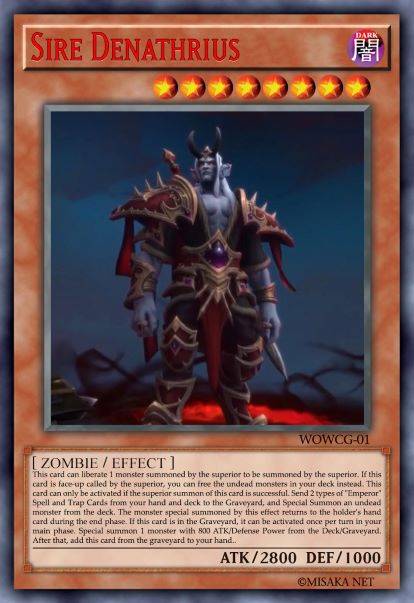 SIRE DENATHRIUS
DARK
闇
WOWCG-01
[ ZOMBIE / EFFECT ]
This card can liberate 1 monster summoned by the superior to be summoned by the superior. If this
card is face-up called by the superior, you can free the undead monsters in your deck instead. This
card can only be activated if the superior summon of this card is successful. Send 2 types of "Emperor"
Spell and Trap Cards from your hand and deck to the Graveyard, and Special Summon an undead
monster from the deck. The monster special summoned by this effect returns to the holder's hand
card during the end phase. If this card is in the Graveyard, it can be activated once per turn in your
main phase. Special summon 1 monster with 800 ATK/Defense Power from the Deck/Graveyard.
After that, add this card from the graveyard to your hand..
ATK/2800 DEF/1000
©MISAKA NET